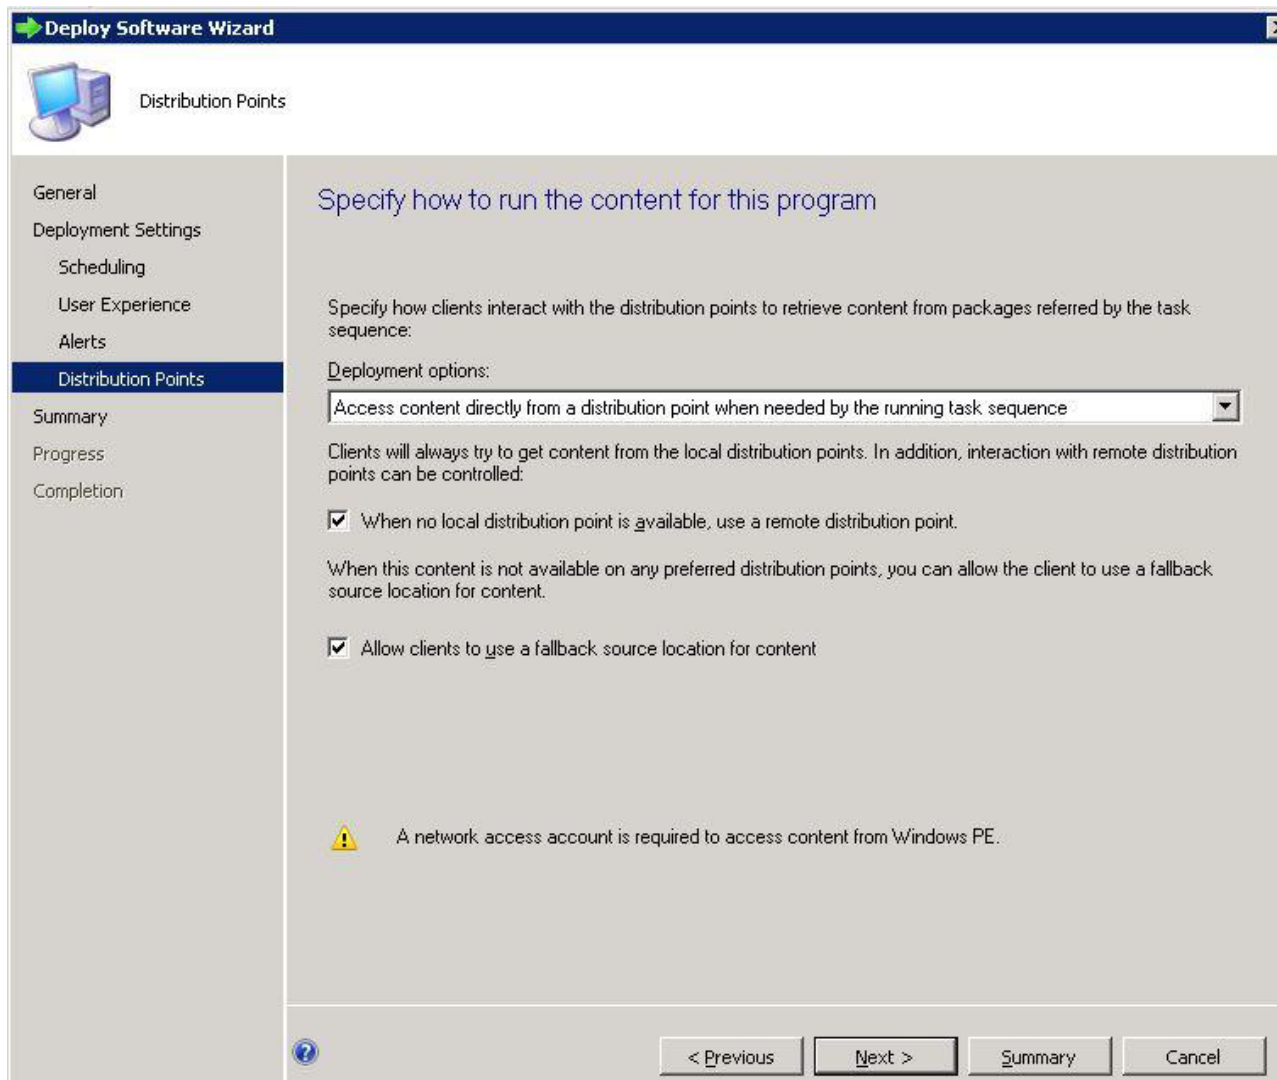 Deploy Software Wizard
Distribution Points
General
Deployment Settings
Scheduling
User Experience
Alerts
Distribution Points
Summary
Progress
Completion
Specify how to run the content for this program
Specify how clients interact with the distribution points to retrieve content from packages referred by the task
sequence:
Deployment options:
Access content directly from a distribution point when needed by the running task sequence
Clients will always try to get content from the local distribution points. In addition, interaction with remote distribution
points can be controlled:
When no local distribution point is available, use a remote distribution point.
When this content is not available on any preferred distribution points, you can allow the client to use a fallback
source location for content.
Allow clients to use a fallback source location for content
A network access account is required to access content from Windows PE.
< Previous
Next >
Summary
Cancel